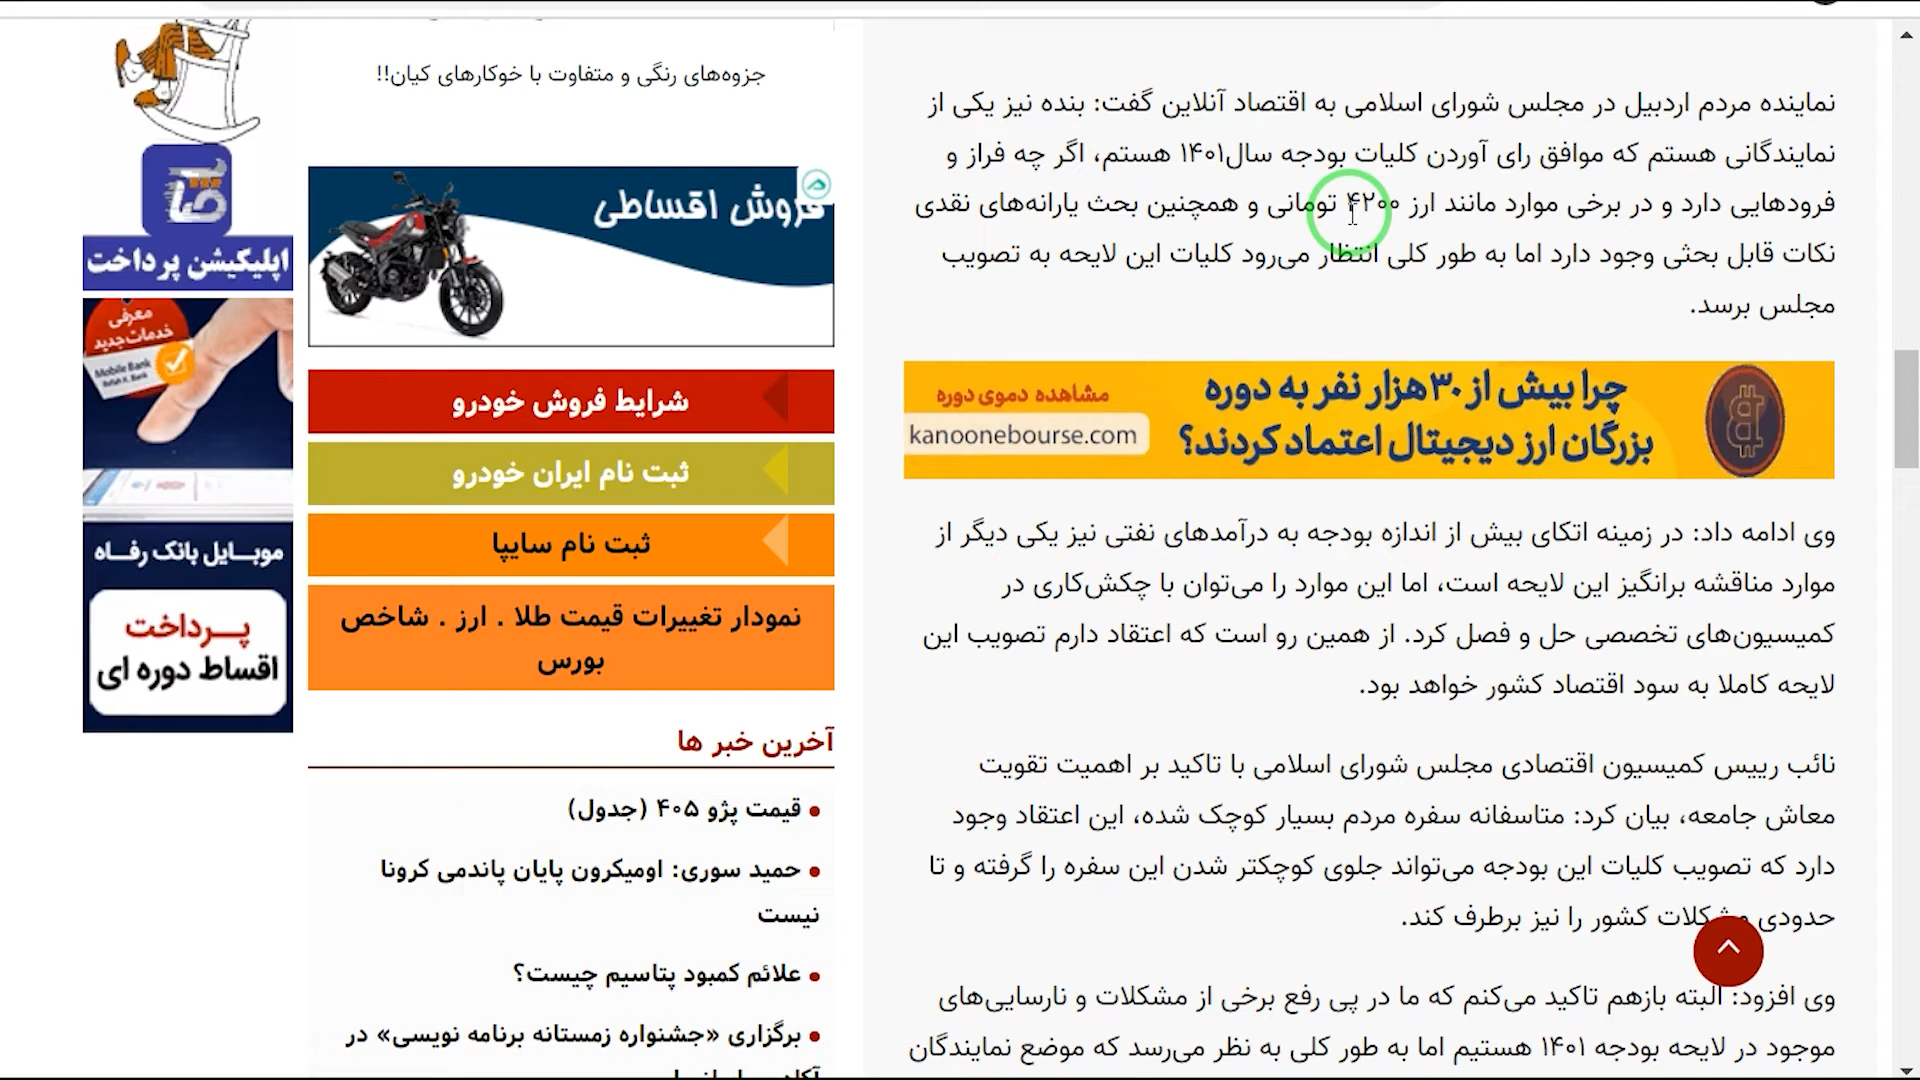 نماینده مردم اردبیل در مجلس شورای اسلامی به اقتصاد آنلاین گفت: بنده نیز یکی از
نمایندگانی هستم که موافق رای آوردن کلیات بودجه سال۱۴۰۱ هستم، اگر چه فراز و
فرودهایی دارد و در برخی موارد مانند ارز ۴۲۰۰ تومانی و همچنین بحث یارانه‌های نقدی
نکات قابل بحثی وجود دارد اما به طور کلی انتظار می‌رود کلیات این لایحه به تصویب
مجلس برسد.
چرا بیش از ۳۰ هزار نفر به دوره
بزرگان ارز دیجیتال اعتماد کردند؟
مشاهده دموی دوره
kanoonebourse.com
وی ادامه داد: در زمینه اتکای بیش از اندازه بودجه به درآمدهای نفتی نیز یکی دیگر از
موارد مناقشه برانگیز این لایحه است، اما این موارد را می‌توان با چکش‌کاری در
کمیسیون‌های تخصصی حل و فصل کرد. از همین رو است که اعتقاد دارم تصویب این
لایحه کاملا به سود اقتصاد کشور خواهد بود.
نائب رییس کمیسیون اقتصادی مجلس شورای اسلامی با تاکید بر اهمیت تقویت
معاش جامعه، بیان کرد: متاسفانه سفره مردم بسیار کوچک شده، این اعتقاد وجود
دارد که تصویب کلیات این بودجه می‌تواند جلوی کوچکتر شدن این سفره را گرفته و تا
حدودی مشکلات کشور را نیز برطرف کند.
وی افزود: البته بازهم تاکید می‌کنم که ما در پی رفع برخی از مشکلات و نارسایی‌های
موجود در لایحه بودجه ۱۴۰۱ هستیم اما به طور کلی به نظر می‌رسد که موضع نمایندگان
جزوه‌های رنگی و متفاوت با خوکارهای کیان!!
فروش اقساطی
شرایط فروش خودرو
ثبت نام ایران خودرو
ثبت نام سایپا
نمودار تغییرات قیمت طلا . ارز . شاخص
بورس
آخرین خبر ها
قیمت پژو ۴۰۵ (جدول)
حمید سوری: اومیکرون پایان پاندمی کرونا
نیست
علائم کمبود پتاسیم چیست؟
برگزاری «جشنواره زمستانه برنامه نویسی» در
اپلیکیشن پرداخت
معرفی
خدمات جدید
Mobile Bank
Refah K. Bank
موبایل بانک رفاه
پرداخت
اقساط دوره ای